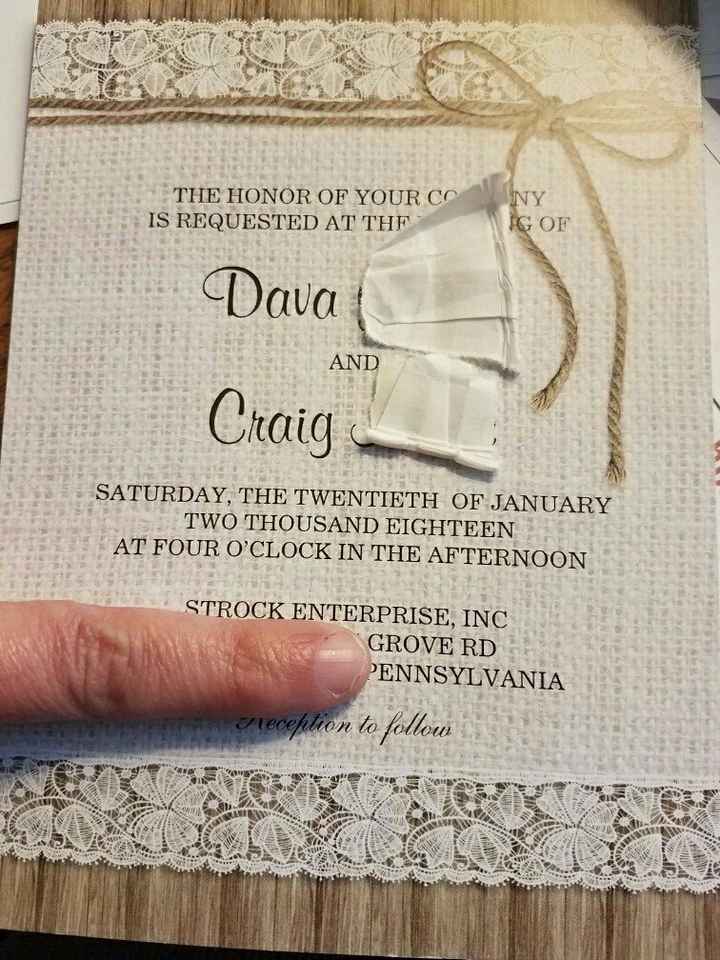 THE HONOR OF YOUR
IS REQUESTED AT THE OF
Dava
AND
Craig
SATURDAY, THE TWENTIETH OF JANUARY
TWO THOUSAND EIGHTEEN
AT FOUR O'CLOCK IN THE AFTERNOON
STROCK ENTERPRISE, INC
GROVE RD
PENNSYLVANIA
Reception to follow